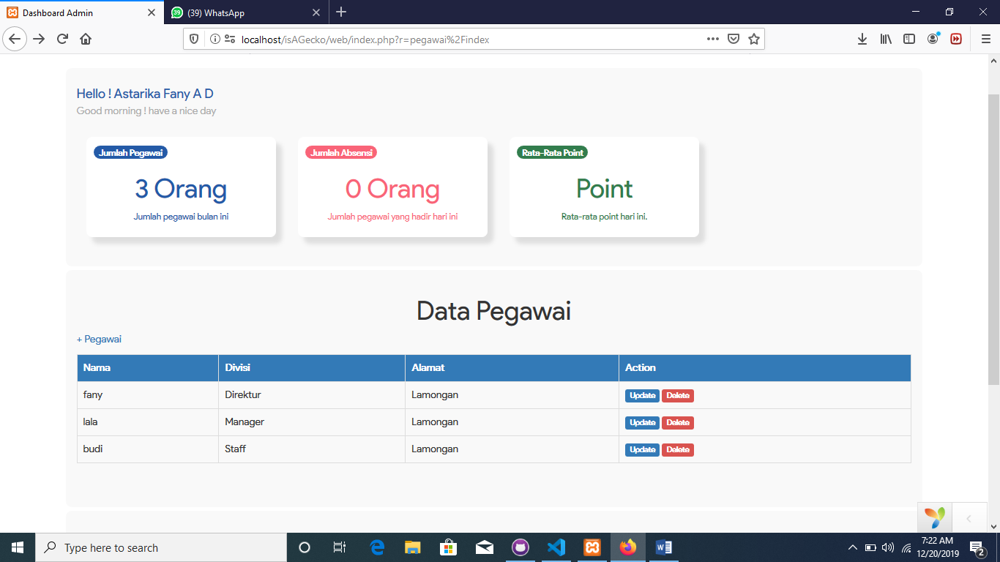 Dashboard Admin
39 (39) WhatsApp
localhost/isAGecko/web/index.php?r=pegawai%2Findex
Hello ! Astarika Fany A D
Good morning ! have a nice day
Jumlah Pegawai
3 Orang
Jumlah pegawai bulan ini
Jumlah Absensi
0 Orang
Jumlah pegawai yang hadir hari ini
Rata-Rata Point
Point
Rata-rata point hari ini.
Data Pegawai
+ Pegawai
Nama Divisi Alamat Action
fany Direktur Lamongan Update Delete
lala Manager Lamongan Update Delete
budi Staff Lamongan Update Delete
Type here to search
7:22 AM
12/20/2019
2